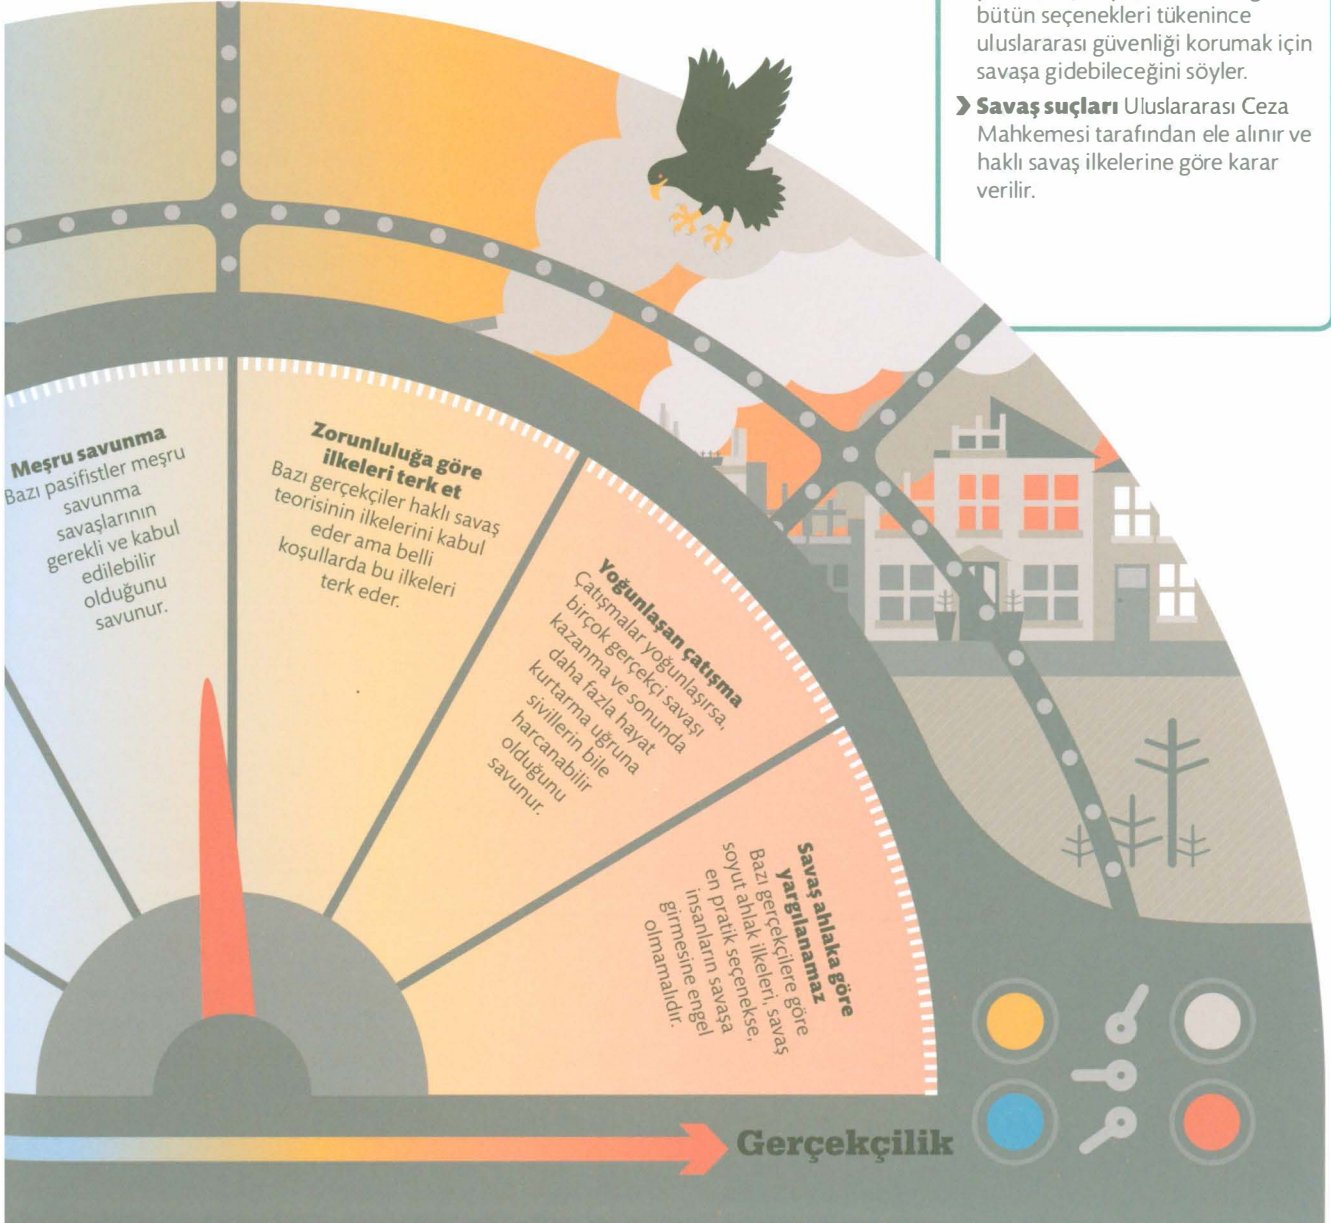 bütün seçenekleri tükenince
uluslararası güvenliği korumak için
savaşa gidebileceğini söyler.
❯ Savaş suçları Uluslararası Ceza
Mahkemesi tarafından ele alınır ve
haklı savaş ilkelerine göre karar
verilir.
Meşru savunma
Bazı pasifistler meşru
savunma
savaşlarının
gerekli ve kabul
edilebilir
olduğunu
savunur.
Zorunluluğa göre
ilkeleri terk et
Bazı gerçekçiler haklı savaş
teorisinin ilkelerini kabul
eder ama belli
koşullarda bu ilkeleri
terk eder.
Yoğunlaşan çatışma
Çatışmalar yoğunlaşırsa,
birçok gerçekçi savaşı
kazanma ve sonunda
daha fazla hayat
kurtarma uğruna
sivillerin bile
harcanabilir
olduğunu
savunur.
Savaş ahlaka göre
yargılanamaz
Bazı gerçekçilere göre
soyut ahlak ilkeleri, savaş
en pratik seçenekse,
insanların savaşa
girmesine engel
olmamalıdır.
Gerçekçilik